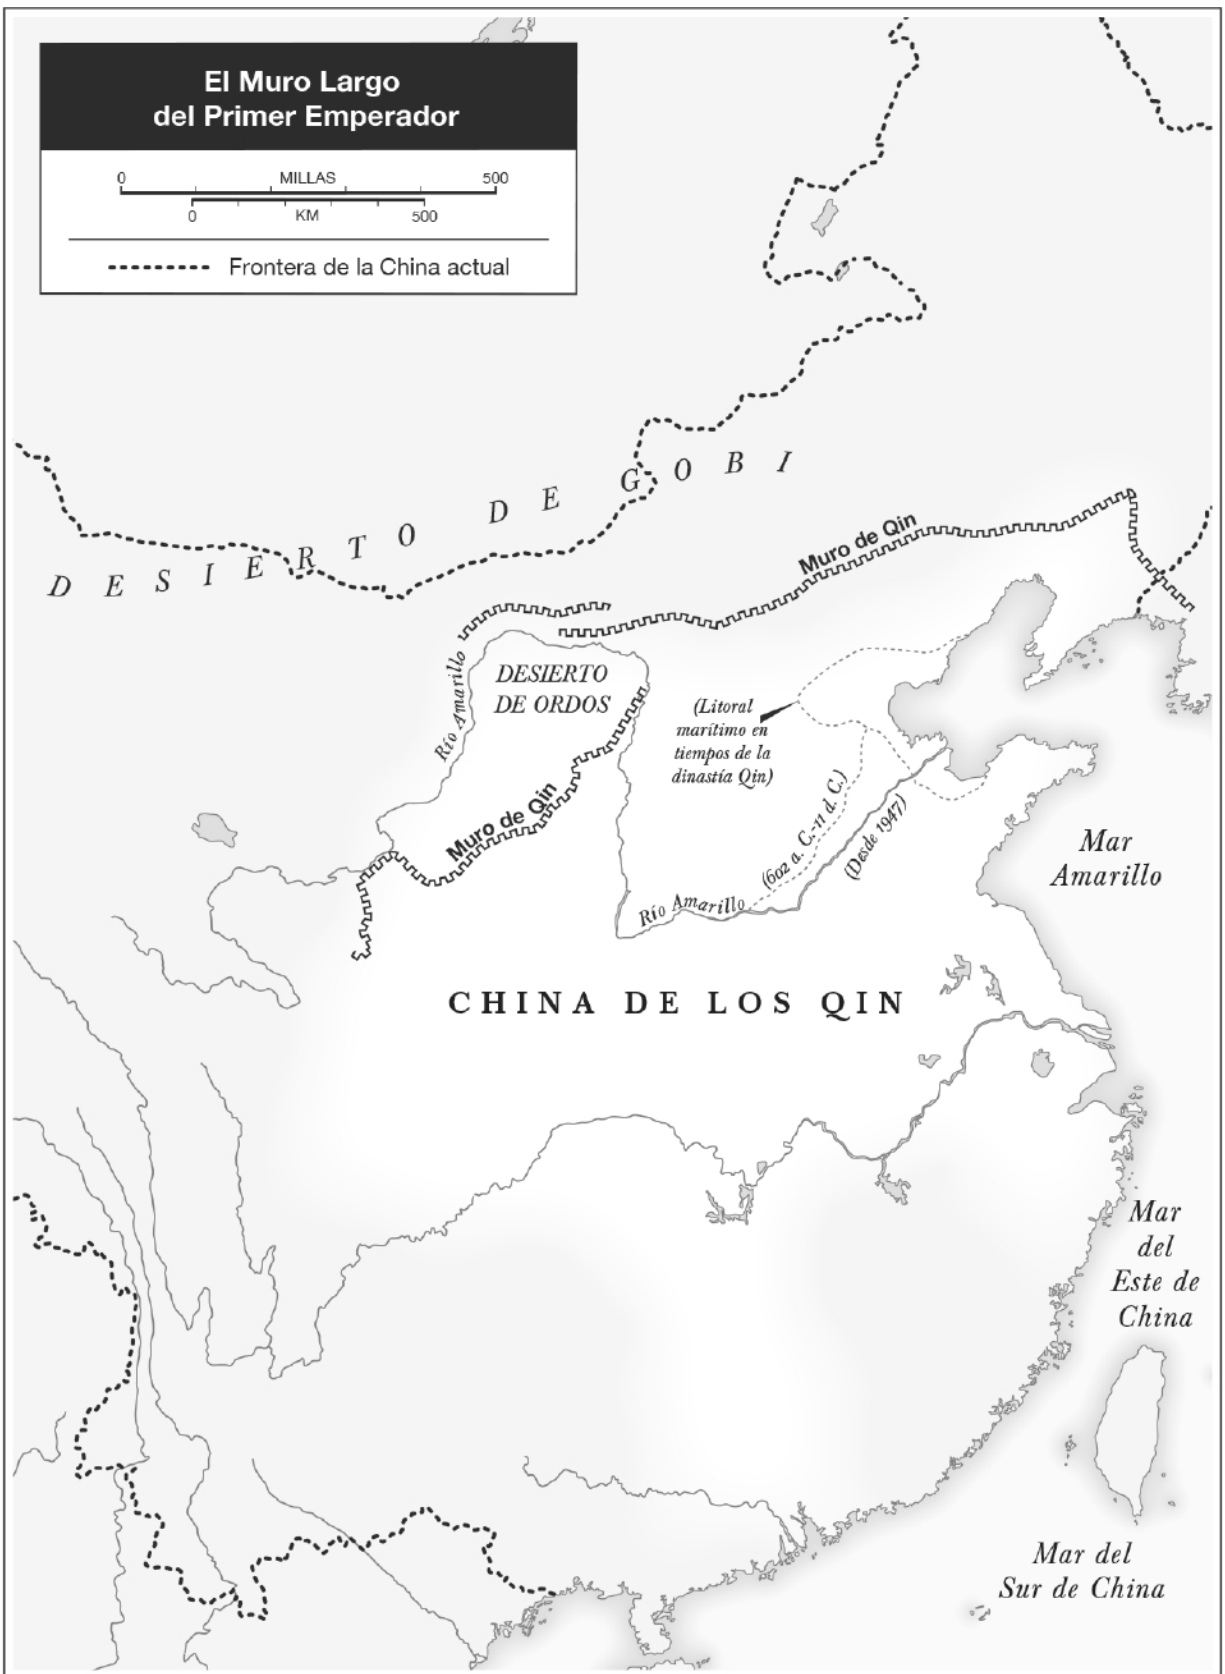 El Muro Largo
del Primer Emperador
0 MILLAS 500
0 KM 500
Frontera de la China actual
DESIERTO DE GOBI
Muro de Qin
Río Amarillo
DESIERTO
DE ORDOS
(Litoral
marítimo en
tiempos de la
dinastía Qin)
Muro de Qin
(602 a. C.-11 d. C.)
(Desde 1947)
Mar
Amarillo
Río Amarillo
CHINA DE LOS QIN
Mar
del
Este de
China
Mar del
Sur de China